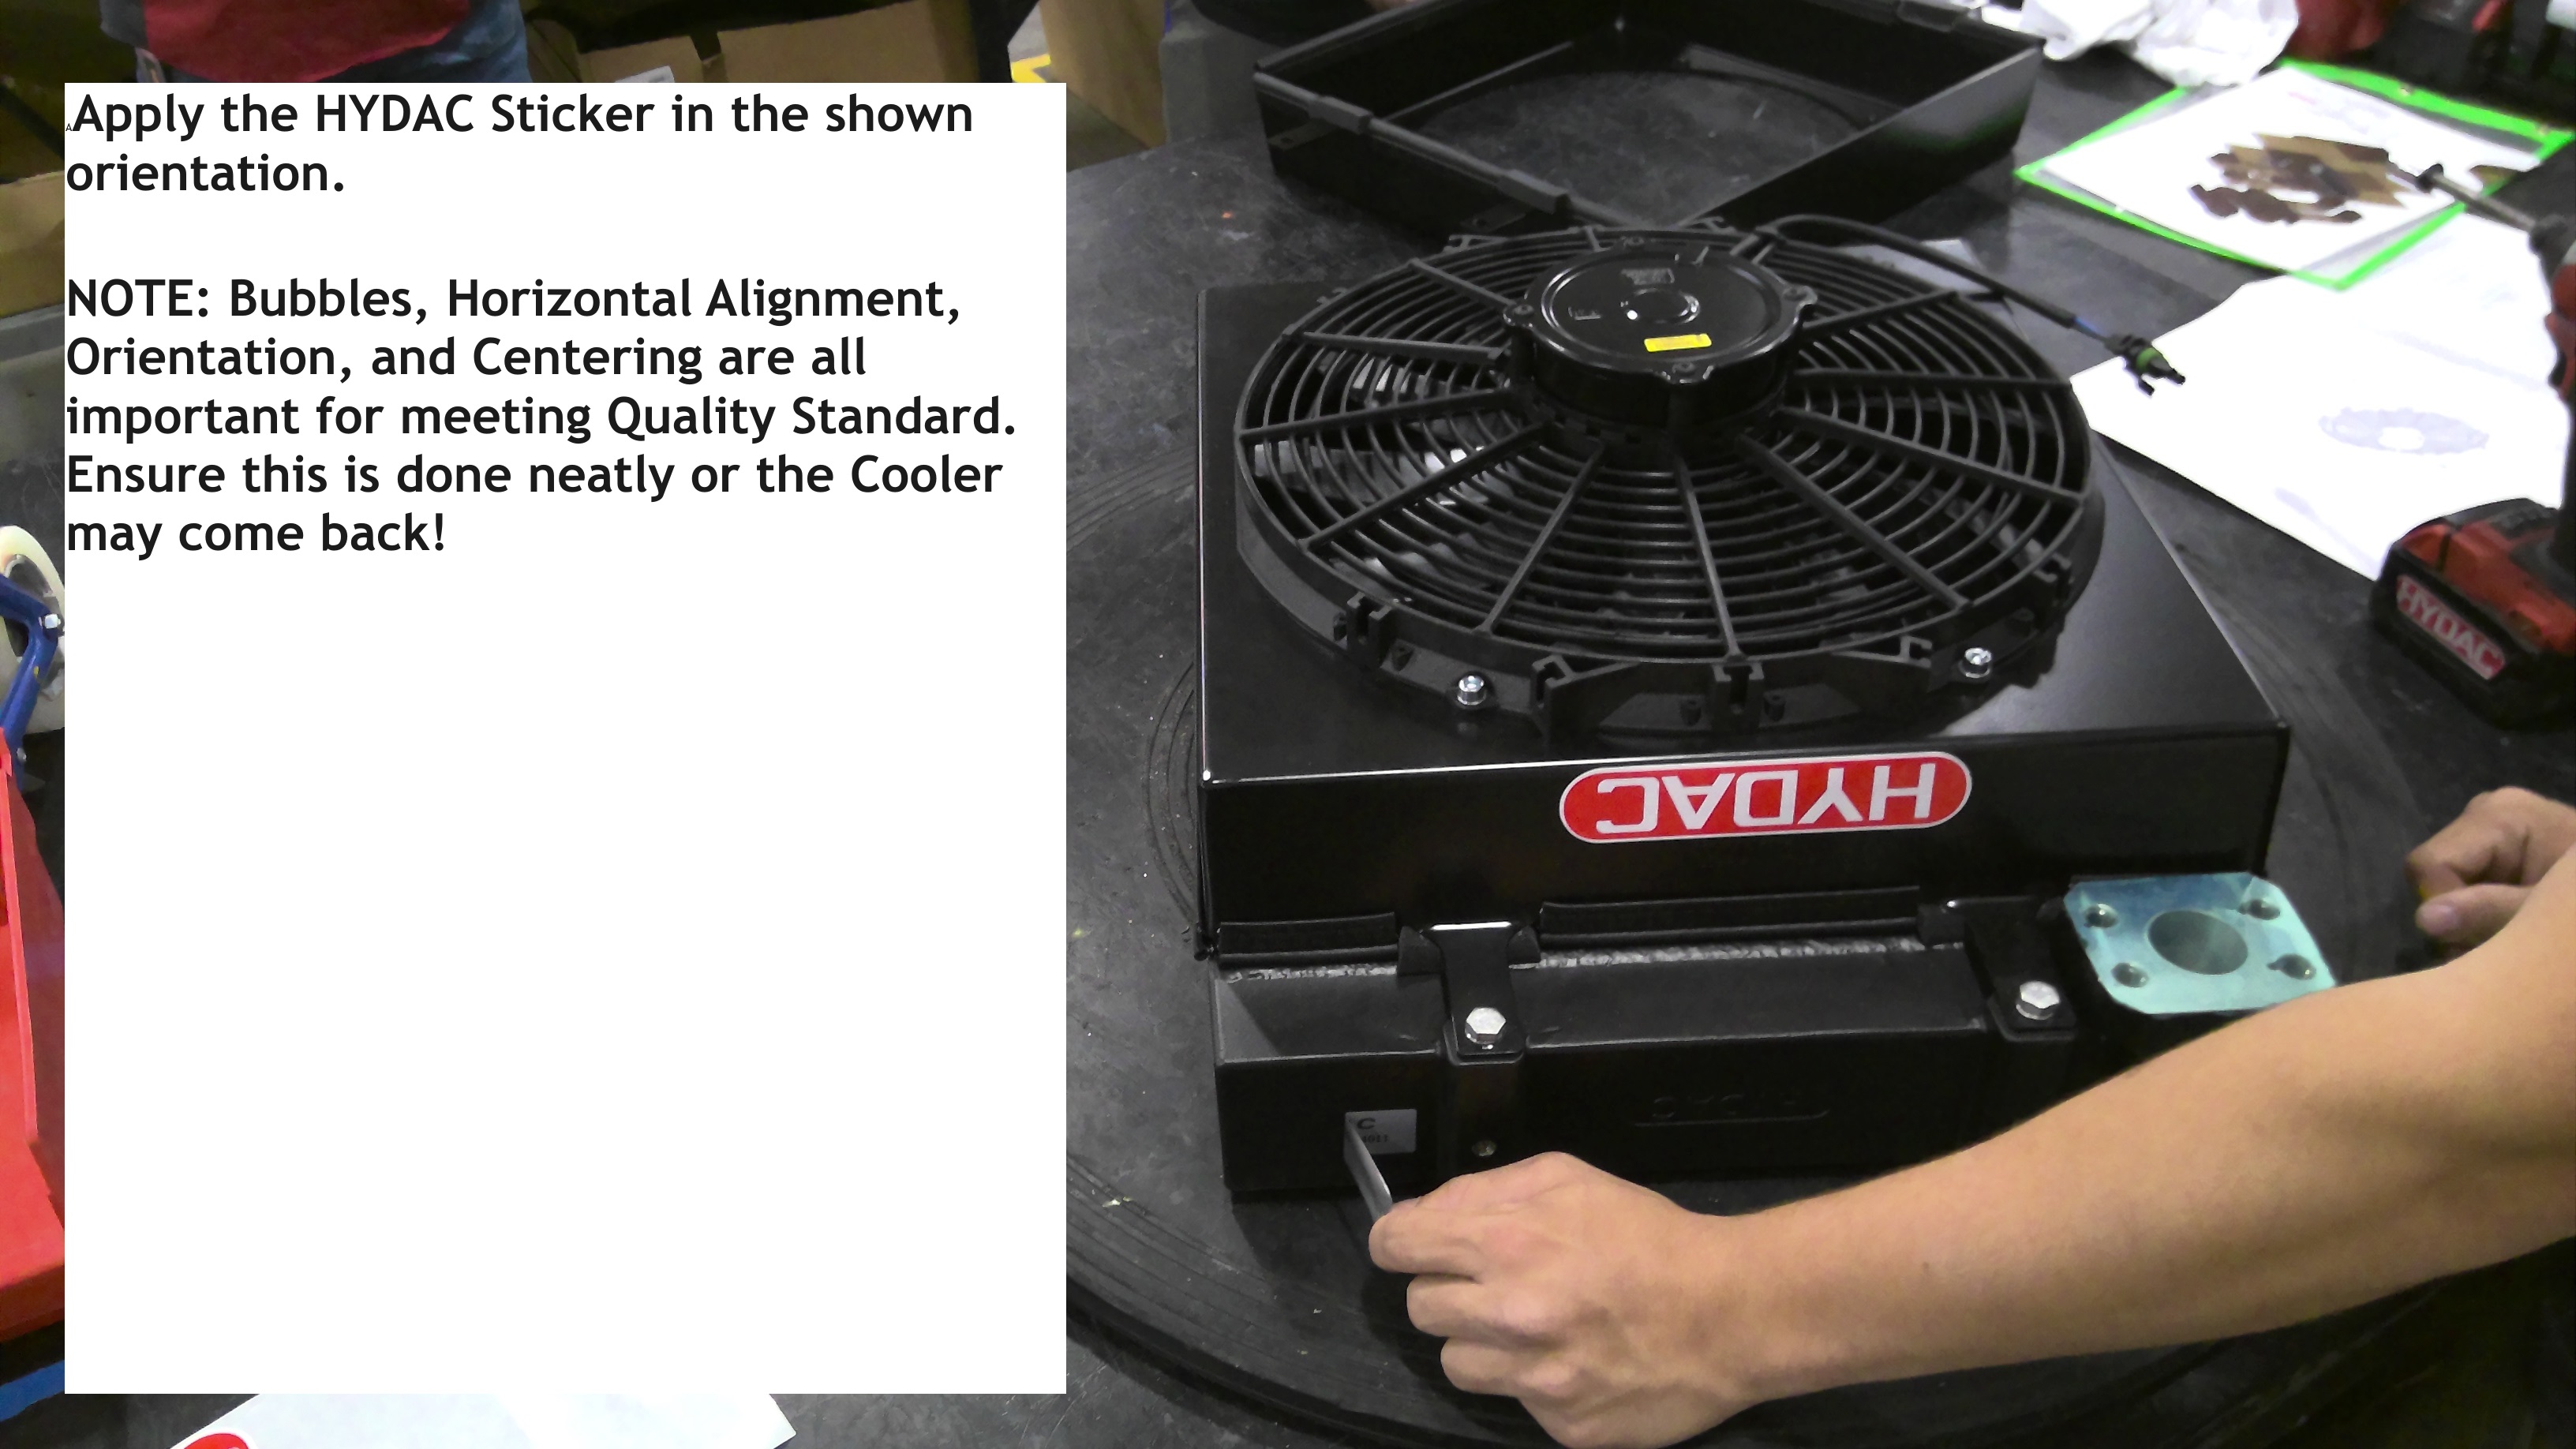 Apply the HYDAC Sticker in the shown
orientation.
NOTE: Bubbles, Horizontal Alignment,
Orientation, and Centering are all
important for meeting Quality Standard.
Ensure this is done neatly or the Cooler
may come back!
HYDAC
HYDAC
C